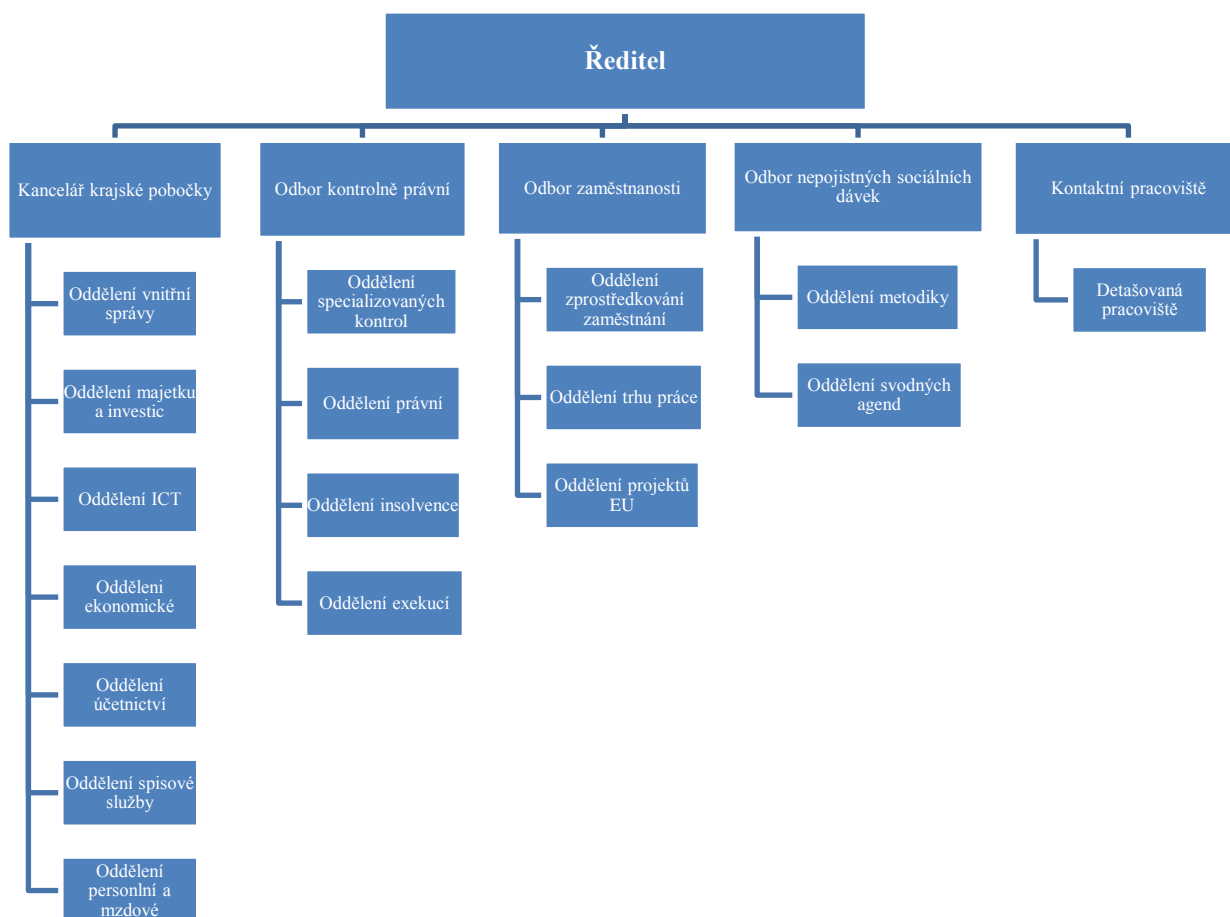 Ředitel
Kancelář krajské pobočky
Oddělení vnitřní
správy
Oddělení majetku
a investic
Oddělení ICT
Oddělení
ekonomické
Oddělení
účetnictví
Oddělení spisové
služby
Oddělení
personlní a
mzdové
Odbor kontrolně právní
Oddělení
specializovaných
kontrol
Oddělení právní
Oddělení insolvence
Oddělení exekucí
Odbor zaměstnanosti
Oddělení
zprostředkování
zaměstnání
Oddělení trhu práce
Oddělení projektů
EU
Odbor nepojistných sociálních
dávek
Oddělení metodiky
Oddělení svodných
agend
Kontaktní pracoviště
Detašovaná
pracoviště